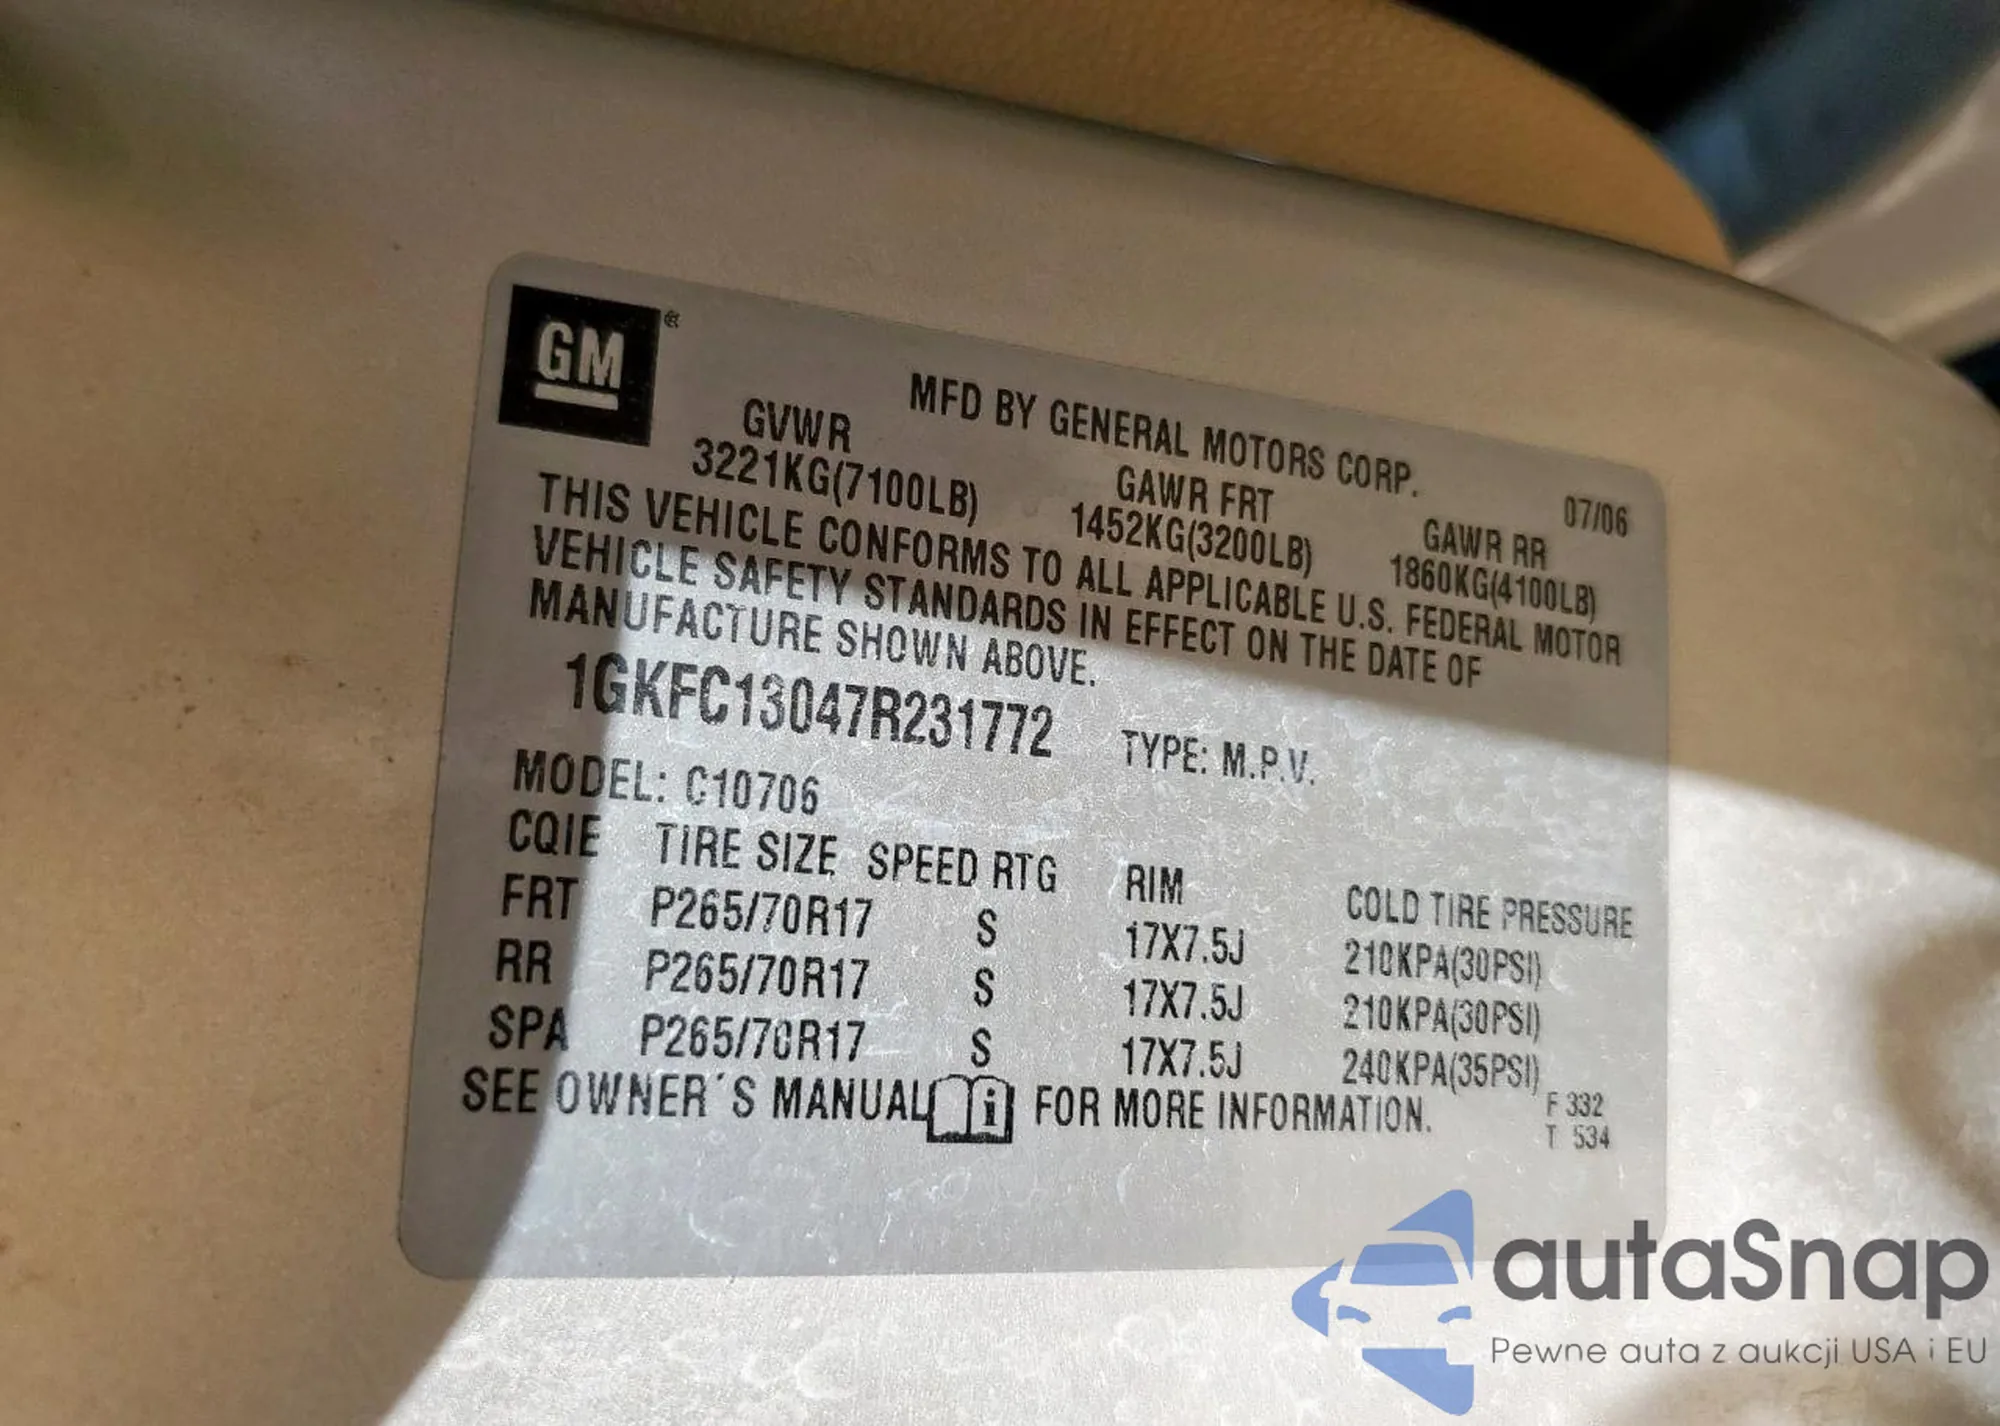 GM®
MFD BY GENERAL MOTORS CORP. 07/06
GVWR GAWR FRT GAWR RR
3221KG(7100LB) 1452KG(3200LB) 1860KG(4100LB)
THIS VEHICLE CONFORMS TO ALL APPLICABLE U.S. FEDERAL MOTOR
VEHICLE SAFETY STANDARDS IN EFFECT ON THE DATE OF
MANUFACTURE SHOWN ABOVE.
1GKFC13047R231772 TYPE: M.P.V.
MODEL: C10706
CQIE TIRE SIZE SPEED RTG RIM COLD TIRE PRESSURE
FRT P265/70R17 S 17X7.5J 210KPA(30PSI)
RR P265/70R17 S 17X7.5J 210KPA(30PSI)
SPA P265/70R17 S 17X7.5J 240KPA(35PSI)
SEE OWNER´S MANUAL i FOR MORE INFORMATION.
F 332
T 534
autaSnap
Pewne auta z aukcji USA i EU